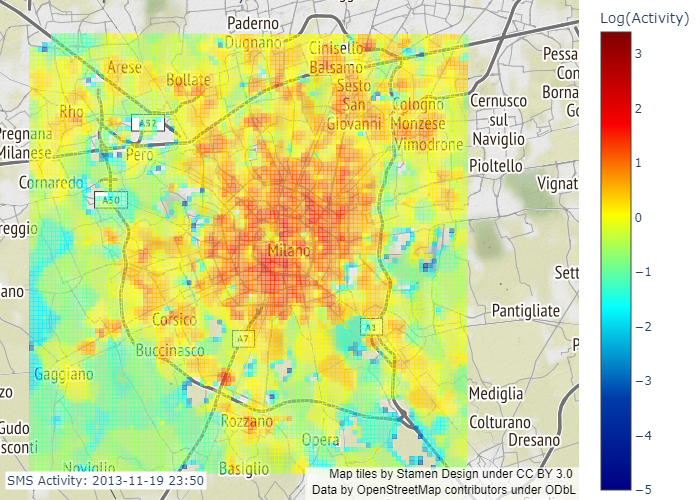 Paderno
Dugnano
Cinisello
Balsamo
Sesto
San
Giovanni
Arese
Bollate
Rho
A52
Pero
Pregnana
Milanese
Cornaredo
A50
reggio
ano
Cologno
Monzese
Vimodrone
Cernusco
sul
Naviglio
Pioltello
Pessa
Con
Borna
Go
Vignat
Milano
Sett
Pantigliate
P
Corsico
A7
A1
Buccinasco
Gaggiano
zo
Gudo
sconti
Rozzano
Opera
Mediglia
Colturano
Dresano
Noviglio
Basiglio
SMS Activity: 2013-11-19 23:50
Map tiles by Stamen Design under CC BY 3.0
Data by OpenStreetMap contributors under ODbL
Log(Activity)
3
2
1
0
−1
−2
−3
−4
−5